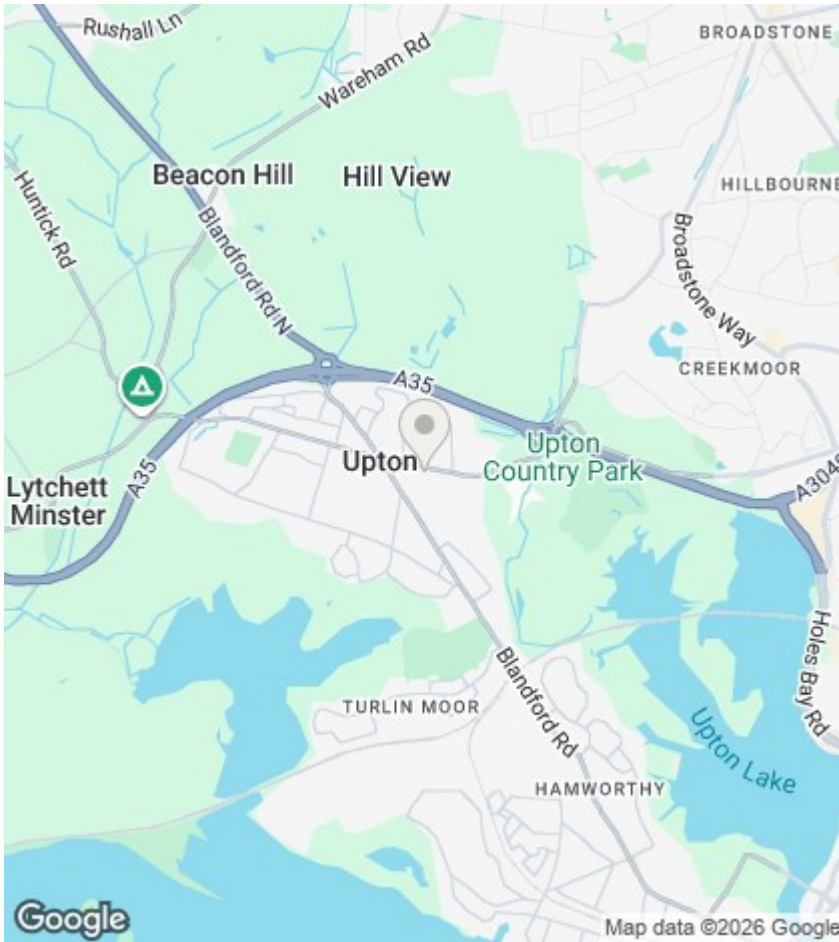 Rushall Ln
BROADSTONE
Wareham Rd
Beacon Hill
Hill View
HILLBOURNE
Huntick Rd
Blandford Rd N
Broadstone Way
CREEKMOOR
A35
Upton
Upton
Country Park
Lytchett
Minster
A35
A3049
Holes Bay Rd
Blandford Rd
TURLIN MOOR
Upton Lake
HAMWORTHY
Google
Map data ©2026 Google